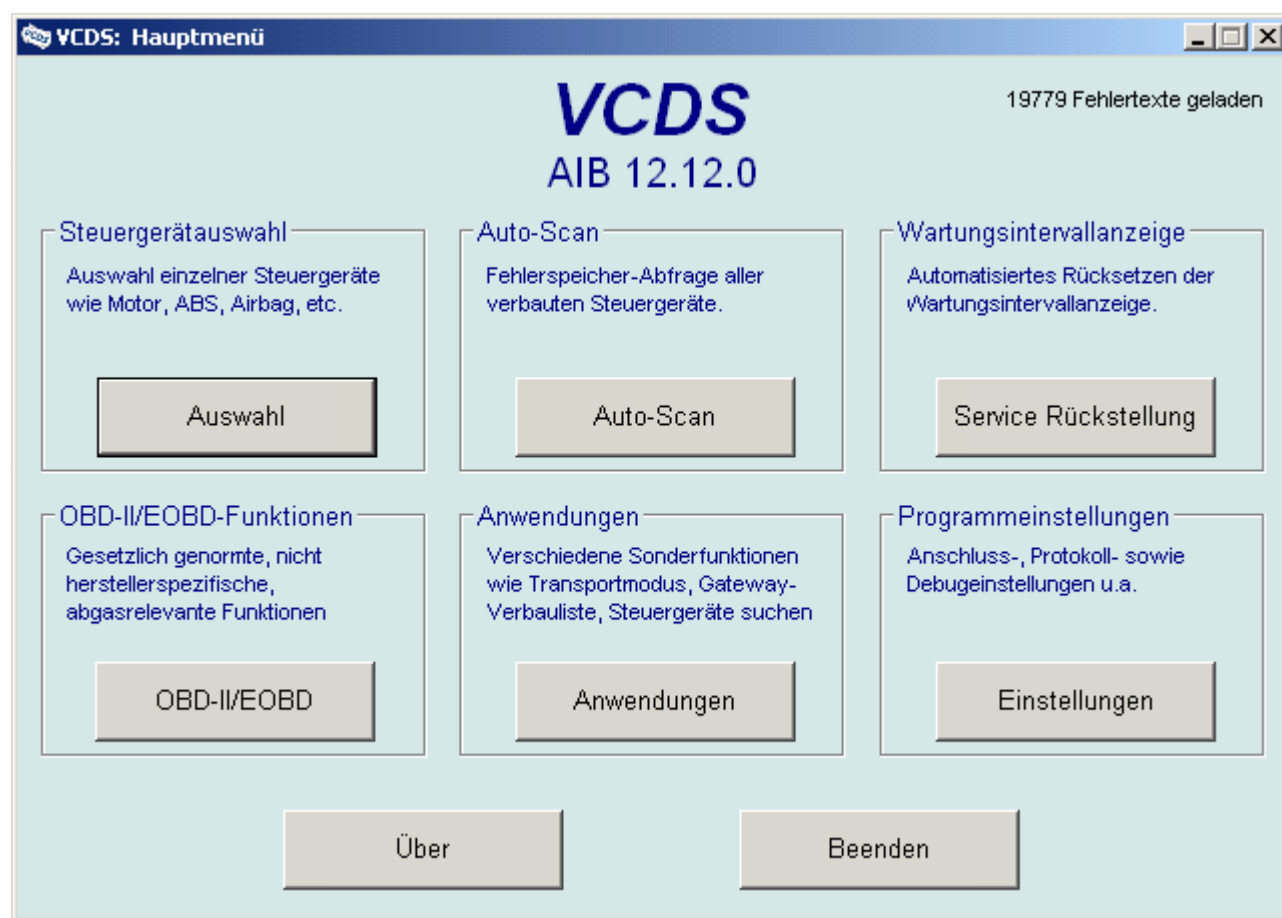 VCDS: Hauptmenü
VCDS
19779 Fehlertexte geladen
AIB 12.12.0
Steuergerätauswahl
Auswahl einzelner Steuergeräte
wie Motor, ABS, Airbag, etc.
Auswahl
Auto-Scan
Fehlerspeicher-Abfrage aller
verbauten Steuergeräte.
Auto-Scan
Wartungsintervallanzeige
Automatisiertes Rücksetzen der
Wartungsintervallanzeige.
Service Rückstellung
OBD-II/EOBD-Funktionen
Gesetzlich genormte, nicht
herstellerspezifische,
abgasrelevante Funktionen
OBD-II/EOBD
Anwendungen
Verschiedene Sonderfunktionen
wie Transportmodus, Gateway-
Verbauliste, Steuergeräte suchen
Anwendungen
Programmeinstellungen
Anschluss-, Protokoll- sowie
Debugeinstellungen u.a.
Einstellungen
Über
Beenden